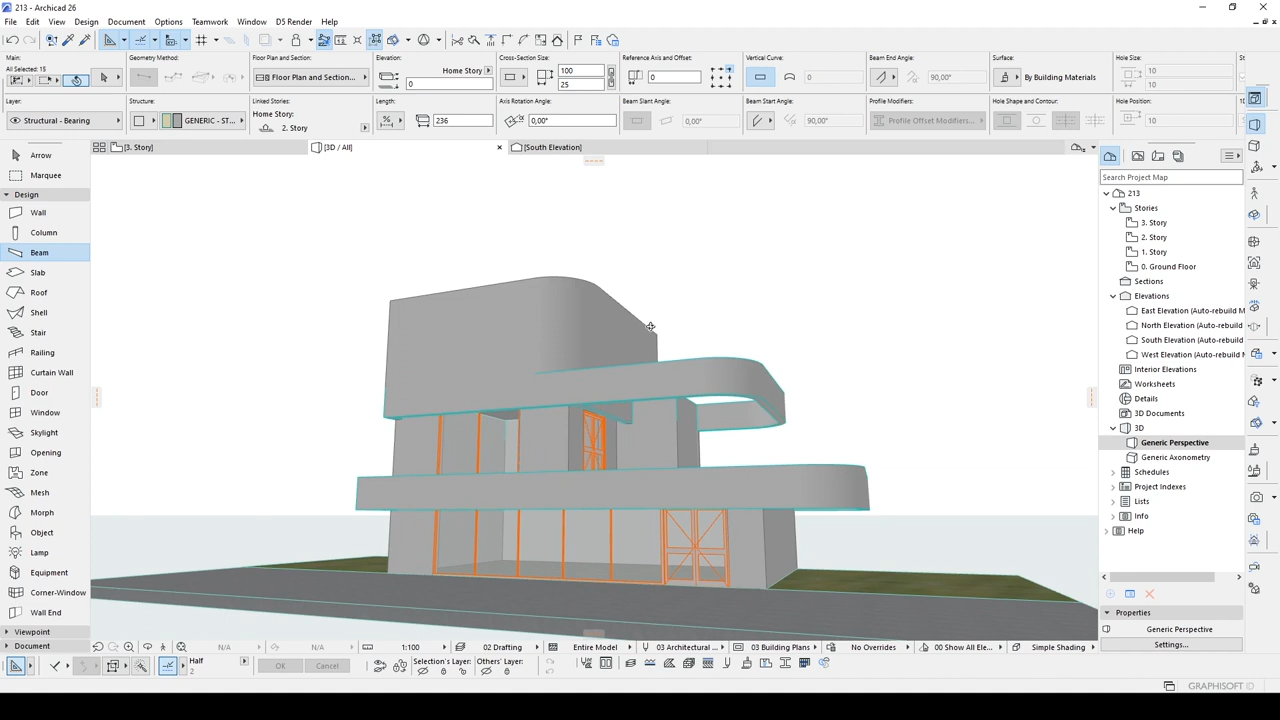 213 - Archicad 26
File Edit View Design Options Teamwork Window D5 Render Help
Main: Geometry Method: Floor Plan and Section: Elevation: Cross-Section Size: Reference Axis and Offset: Vertical Curve: Beam End Angle: Surface: Hole Size:
All Selected: 15
Floor Plan and Section... Home Story 100 0 0 90,00° By Building Materials 10
0 25 10
Layer: Structure: Linked Stories: Length: Axis Rotation Angle: Beam Slant Angle: Beam Start Angle: Profile Modifiers: Hole Shape and Contour: Hole Position:
Structural - Bearing GENERIC - ST... Home Story: 236 0,00° 0,00° 90,00° Profile Offset Modifiers... 10
2. Story
[3. Story] [3D / All] [South Elevation]
Arrow
Marquee
Design
Wall
Column
Beam
Slab
Roof
Shell
Stair
Railing
Curtain Wall
Door
Window
Skylight
Opening
Zone
Mesh
Morph
Object
Lamp
Equipment
Corner-Window
Wall End
Viewpoint
Document
Search Project Map
213
Stories
3. Story
2. Story
1. Story
0. Ground Floor
Sections
Elevations
East Elevation (Auto-rebuild M
North Elevation (Auto-rebuild
South Elevation (Auto-rebuild
West Elevation (Auto-rebuild
Interior Elevations
Worksheets
Details
3D Documents
3D
Generic Perspective
Generic Axonometry
Schedules
Project Indexes
Lists
Info
Help
Properties
Generic Perspective
Settings...
N/A N/A 1:100 02 Drafting Entire Model 03 Architectural ... 03 Building Plans No Overrides 00 Show All Ele... Simple Shading
Half
2
OK Cancel
Selection's Layer: Others' Layer:
GRAPHISOFT